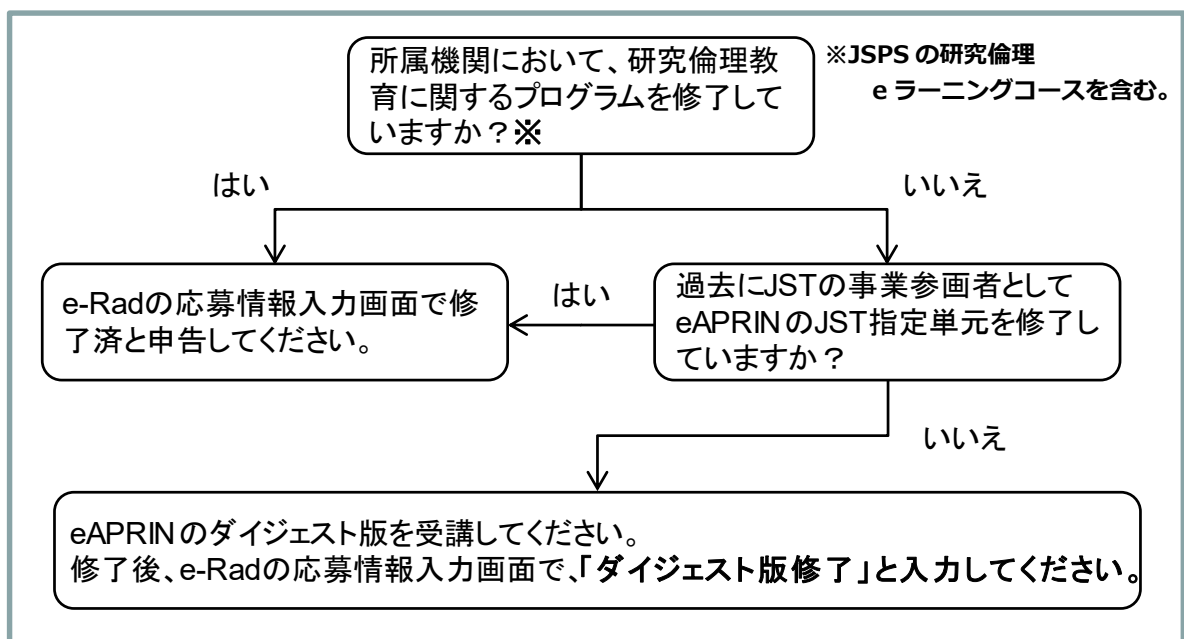 所属機関において、研究倫理教
育に関するプログラムを修了して
いますか？※
※JSPS の研究倫理
e ラーニングコースを含む。
はい
いいえ
e-Radの応募情報入力画面で修
了済と申告してください。
はい
過去にJSTの事業参画者として
eAPRINのJST指定単元を修了し
ていますか？
いいえ
eAPRINのダイジェスト版を受講してください。
修了後、e-Radの応募情報入力画面で、「ダイジェスト版修了」と入力してください。